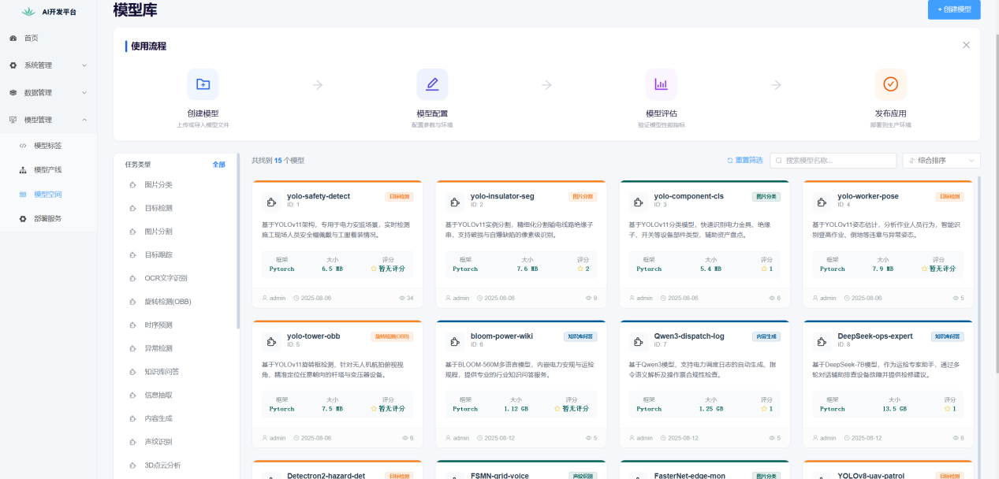 AI开发平台
首页
系统管理
数据管理
模型管理
模型标签
模型产线
模型空间
部署服务
模型库
+ 创建模型
使用流程
创建模型
上传或导入模型文件
模型配置
配置参数与环境
模型评估
验证模型性能指标
发布应用
部署到生产环境
任务类型 全部
图片分类
目标检测
图片分割
目标跟踪
OCR文字识别
旋转检测(OBB)
时序预测
异常检测
知识库问答
信息抽取
内容生成
声纹识别
3D点云分析
共找到 15 个模型
重置筛选
搜索模型名称...
综合排序
yolo-safety-detect 目标检测
ID: 1
基于YOLOv11架构，专用于电力安监场景，实时检测
施工现场人员安全帽佩戴与工服着装情况。
框架 大小 评分
Pytorch 6.5 MB 暂无评分
admin 2025-08-06 34
yolo-insulator-seg 图片分割
ID: 2
基于YOLOv11实例分割，精细化分割输电线路绝缘子
串，支持破损与自爆缺陷的像素级识别。
框架 大小 评分
Pytorch 7.6 MB 2
admin 2025-08-06 9
yolo-component-cls 图片分类
ID: 3
基于YOLOv11分类模型，快速识别电力金具、绝缘
子、开关等设备部件类型，辅助资产盘点。
框架 大小 评分
Pytorch 5.4 MB 1
admin 2025-08-06 6
yolo-worker-pose 目标检测
ID: 4
基于YOLOv11姿态估计，分析作业人员行为，智能识
别登高作业、倒地等违章与异常姿态。
框架 大小 评分
Pytorch 7.9 MB 暂无评分
admin 2025-08-06 5
yolo-tower-obb 旋转检测(OBB)
ID: 5
基于YOLOv11旋转框检测，针对无人机航拍俯视视
角，精准定位任意朝向的杆塔与变压器设备。
框架 大小 评分
Pytorch 7.5 MB 暂无评分
admin 2025-08-06 6
bloom-power-wiki 知识库问答
ID: 6
基于BLOOM-560M多语言模型，内嵌电力安规与运检
规程，提供专业的行业知识问答服务。
框架 大小 评分
Pytorch 1.12 GB 暂无评分
admin 2025-08-12 5
Qwen3-dispatch-log 内容生成
ID: 7
基于Qwen3模型，支持电力调度日志的自动生成、指
令语义解析及操作票合规性检查。
框架 大小 评分
Pytorch 1.25 GB 1
admin 2025-08-12 5
DeepSeek-ops-expert 知识库问答
ID: 8
基于DeepSeek-7B模型，作为运检专家助手，通过多
轮对话辅助排查设备故障并提供检修建议。
框架 大小 评分
Pytorch 13.5 GB 1
admin 2025-08-12 6
Detectron2-hazard-det 目标检测
FSMN-grid-voice 声纹识别
FasterNet-edge-mon 图片分类
YOLOv8-uav-patrol 目标检测